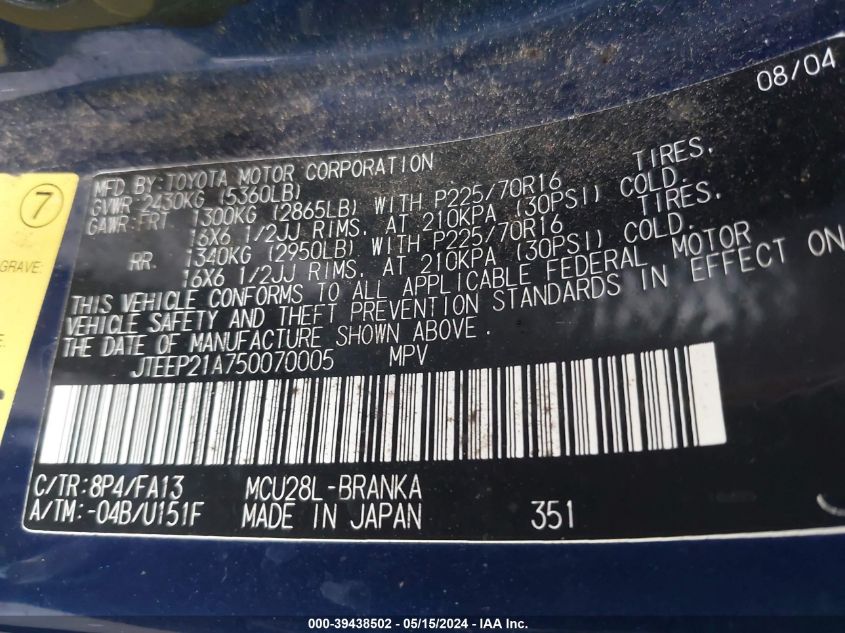 08/04
MFD. BY: TOYOTA MOTOR CORPORATION
GVWR: 2430KG (5360LB)
GAWR: FRT 1300KG (2865LB) WITH P225/70R16 TIRES,
16X6 1/2JJ RIMS, AT 210KPA (30PSI) COLD.
RR. 1340KG (2950LB) WITH P225/70R16 TIRES,
16X6 1/2JJ RIMS, AT 210KPA (30PSI) COLD.
THIS VEHICLE CONFORMS TO ALL APPLICABLE FEDERAL MOTOR
VEHICLE SAFETY AND THEFT PREVENTION STANDARDS IN EFFECT ON
THE DATE OF MANUFACTURE SHOWN ABOVE.
JTEEP21A750070005 MPV
C/TR: 8P4/FA13 MCU28L-BRANKA
A/TM: -04B/U151F MADE IN JAPAN 351
7
GRAVE:
E.
000-39438502 - 05/15/2024 - IAA Inc.